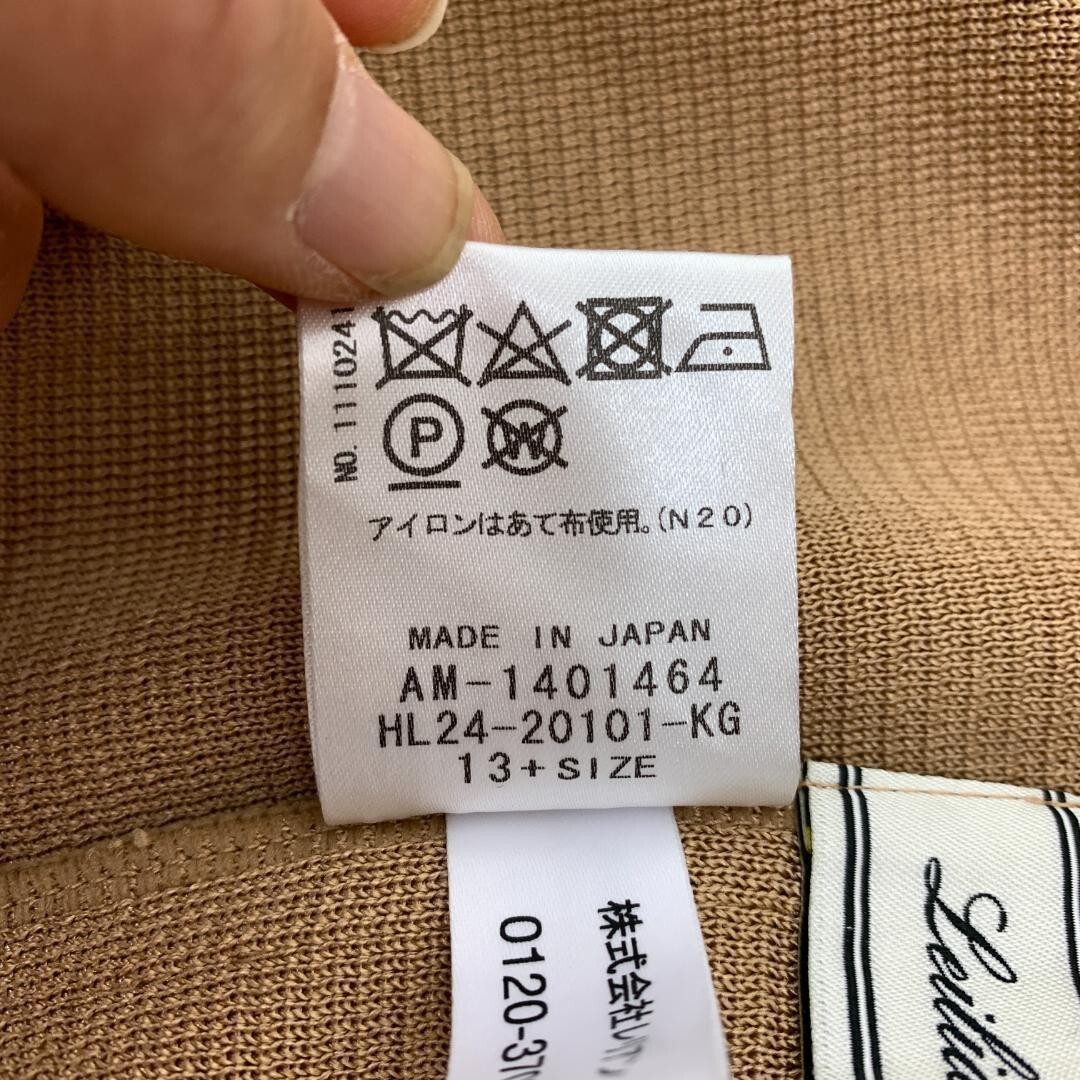 NO.1110241
P
W
アイロンはあて布使用。(N20)
MADE IN JAPAN
AM-1401464
HL24-20101-KG
13+SIZE
株式会社
0120-37